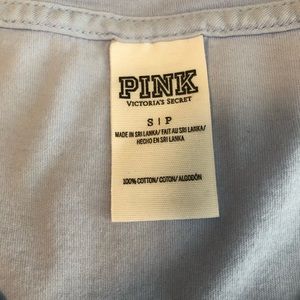 PINK
VICTORIA'S SECRET
S | P
MADE IN SRI LANKA/ FAIT AU SRI LANKA/
HECHO EN SRI LANKA
100% COTTON/ COTON/ ALGODÓN